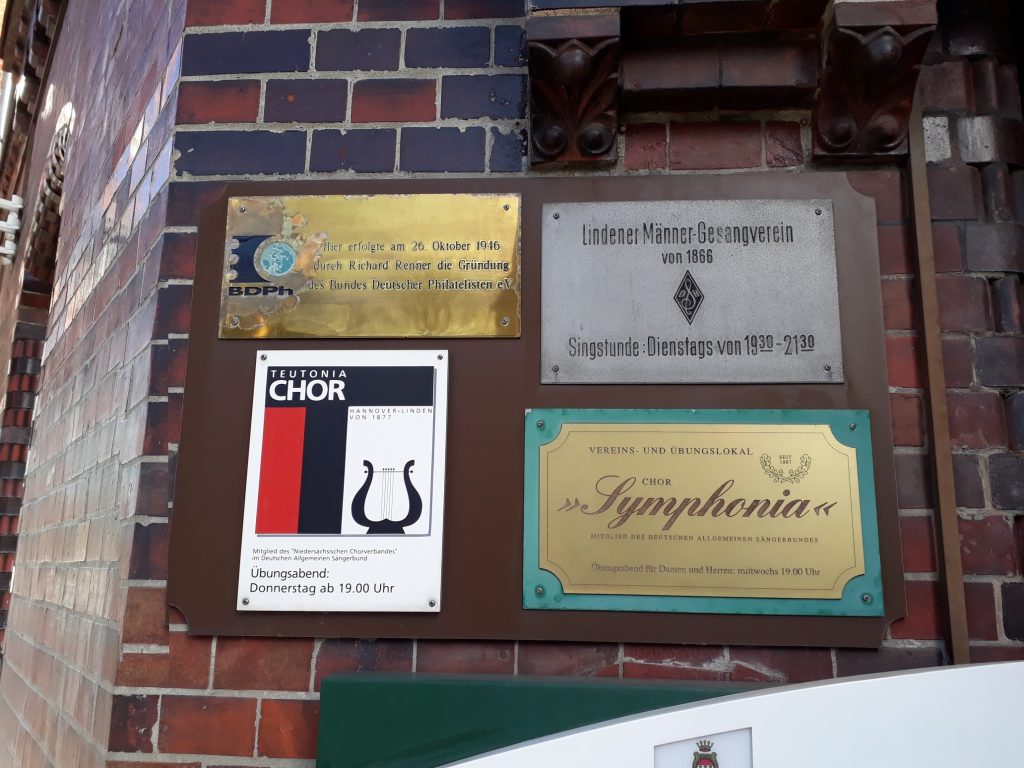 Hier erfolgte am 26. Oktober 1946
durch Richard Renner die Gründung
des Bundes Deutscher Philatelisten eV
BDPh
Lindener Männer-Gesangverein
von 1866
Singstunde: Dienstags von 1930-2130
TEUTONIA
CHOR
HANNOVER-LINDEN
VON 1877
Mitglied des "Niedersächsischen Chorverbandes"
im Deutschen Allgemeinen Sängerbund
Übungsabend:
Donnerstag ab 19.00 Uhr
VEREINS- UND ÜBUNGSLOKAL
SEIT
1887
CHOR
»Symphonia«
MITGLIED DES DEUTSCHEN ALLGEMEINEN SÄNGERBUNDES
Übungsabend für Damen und Herren: mittwochs 19.00 Uhr